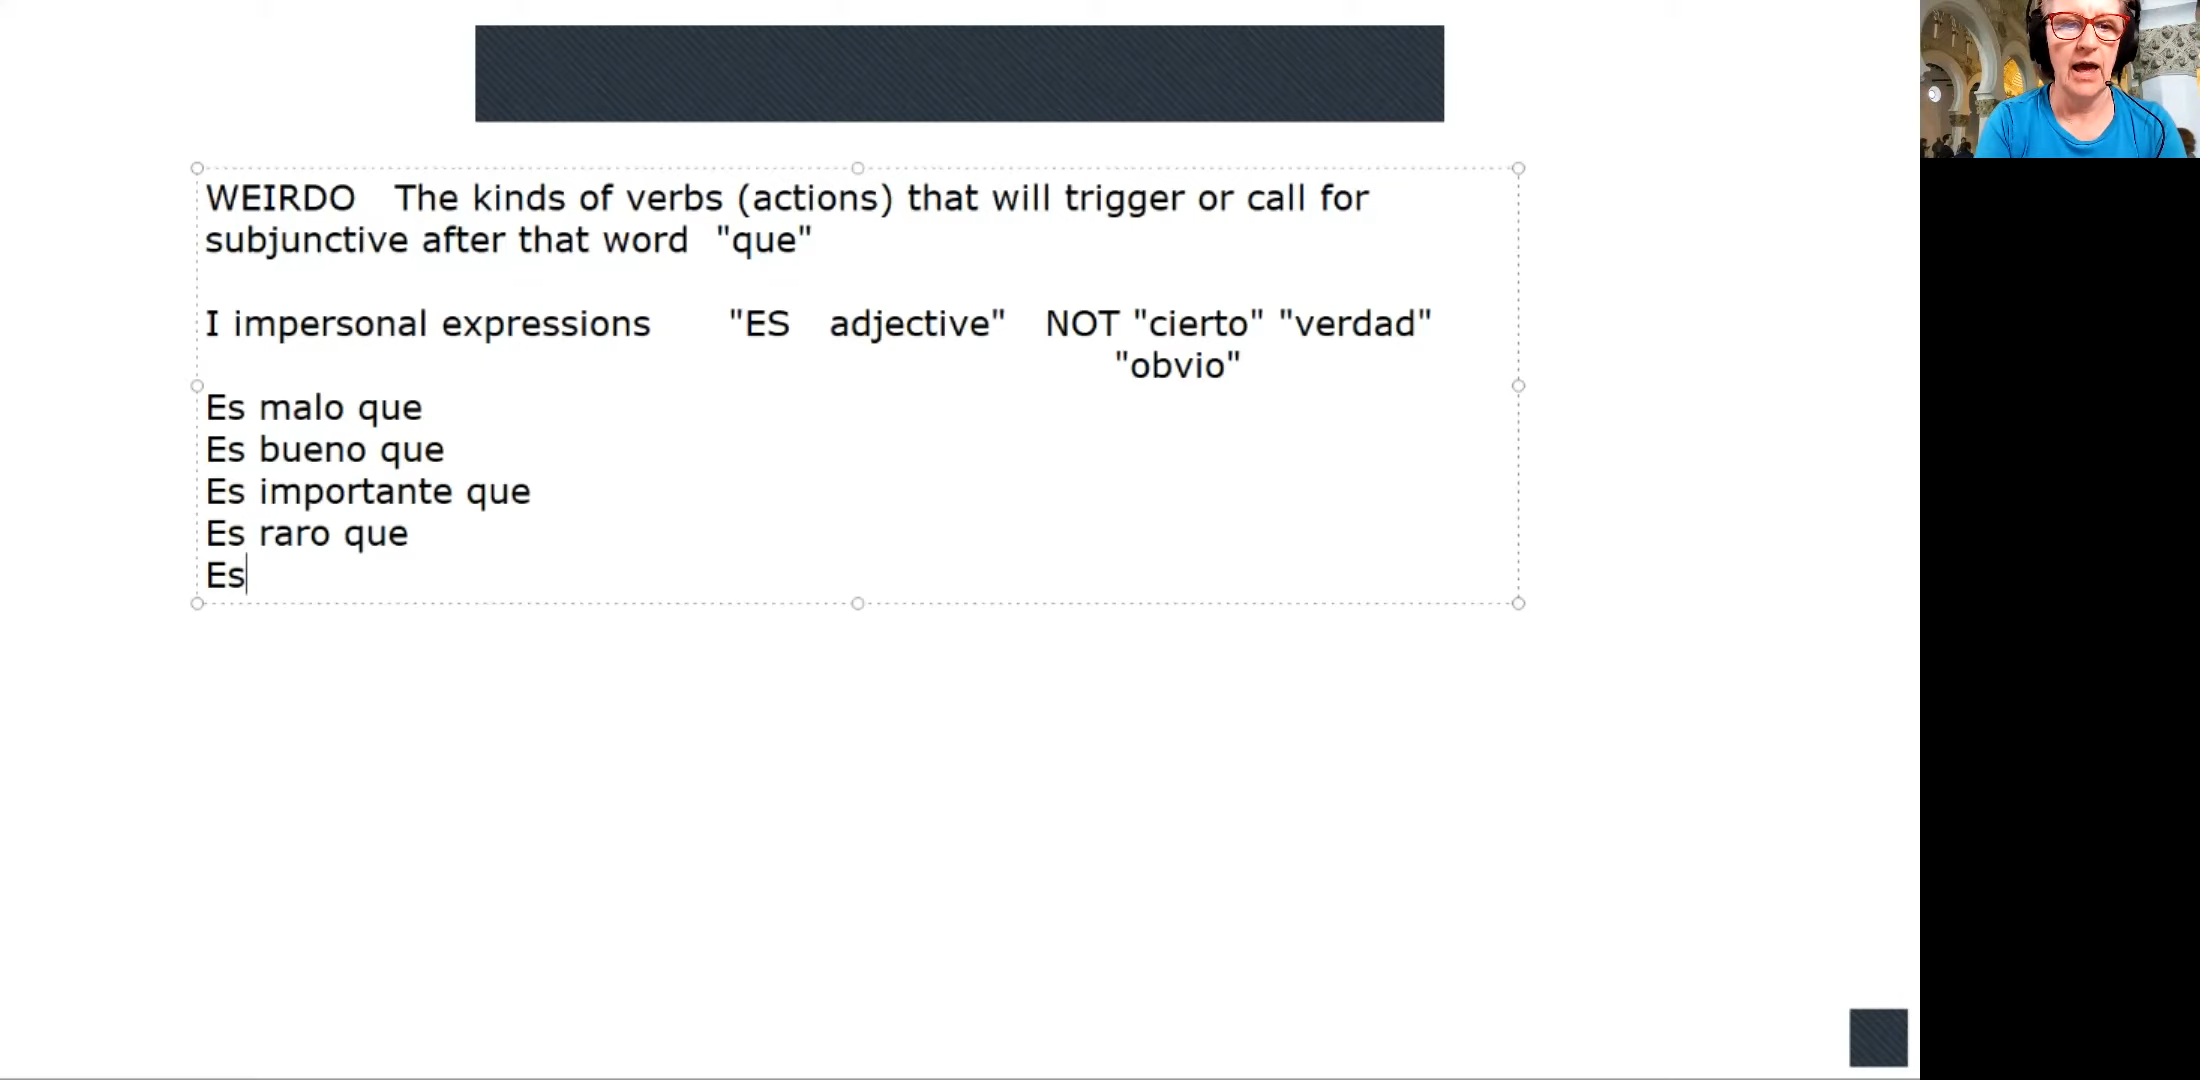 WEIRDO The kinds of verbs (actions) that will trigger or call for
subjunctive after that word "que"
I impersonal expressions "ES adjective" NOT "cierto" "verdad"
"obvio"
Es malo que
Es bueno que
Es importante que
Es raro que
Es